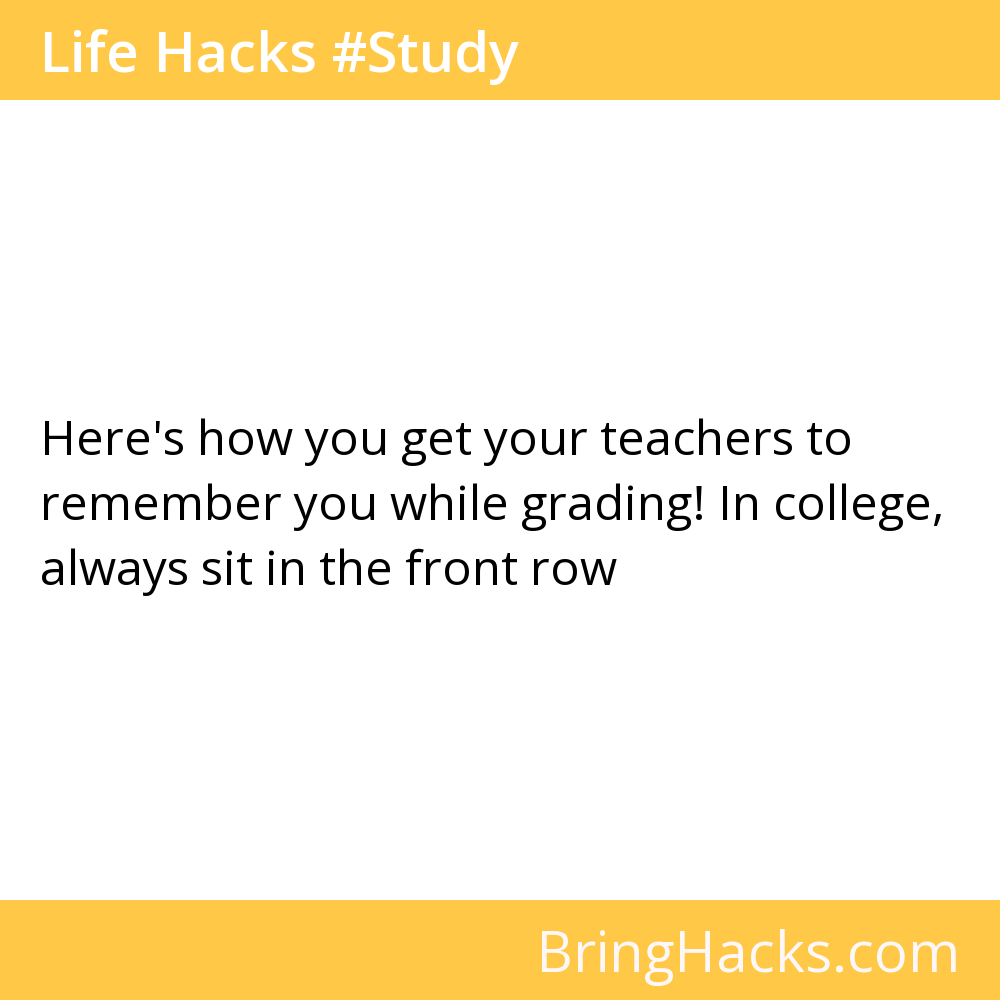 Life Hacks #Study
Here's how you get your teachers to
remember you while grading! In college,
always sit in the front row
BringHacks.com